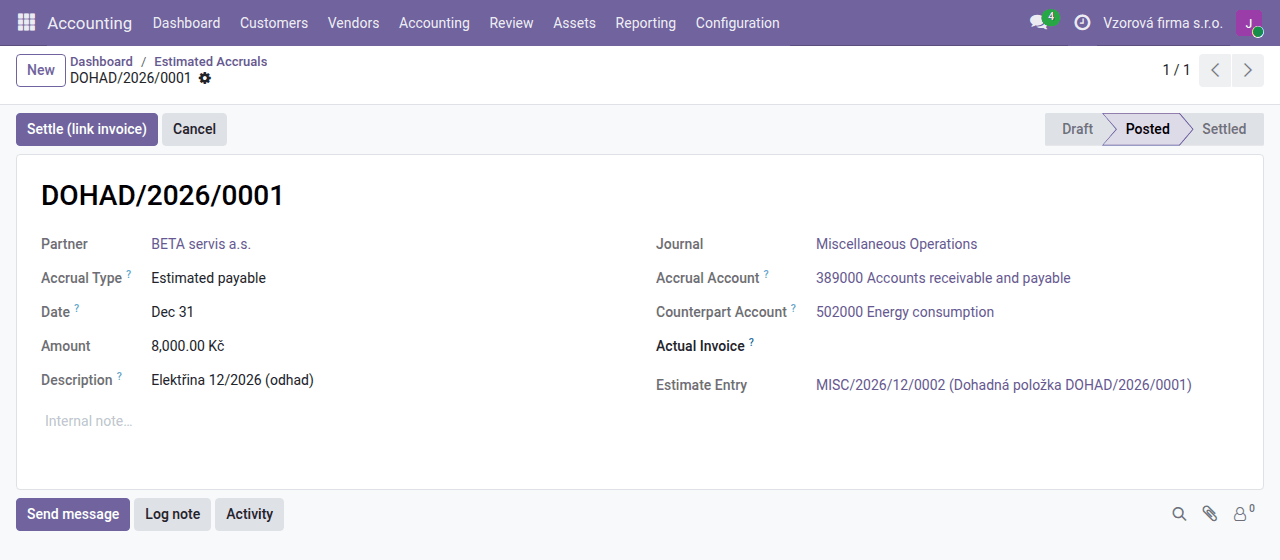 Accounting Dashboard Customers Vendors Accounting Review Assets Reporting Configuration 4 Vzorová firma s.r.o. J
New Dashboard / Estimated Accruals
DOHAD/2026/0001 1 / 1
Settle (link invoice) Cancel Draft Posted Settled
DOHAD/2026/0001
Partner BETA servis a.s. Journal Miscellaneous Operations
Accrual Type ? Estimated payable Accrual Account ? 389000 Accounts receivable and payable
Date ? Dec 31 Counterpart Account ? 502000 Energy consumption
Amount 8,000.00 Kč Actual Invoice ?
Description ? Elektřina 12/2026 (odhad) Estimate Entry MISC/2026/12/0002 (Dohadná položka DOHAD/2026/0001)
Internal note…
Send message Log note Activity 0